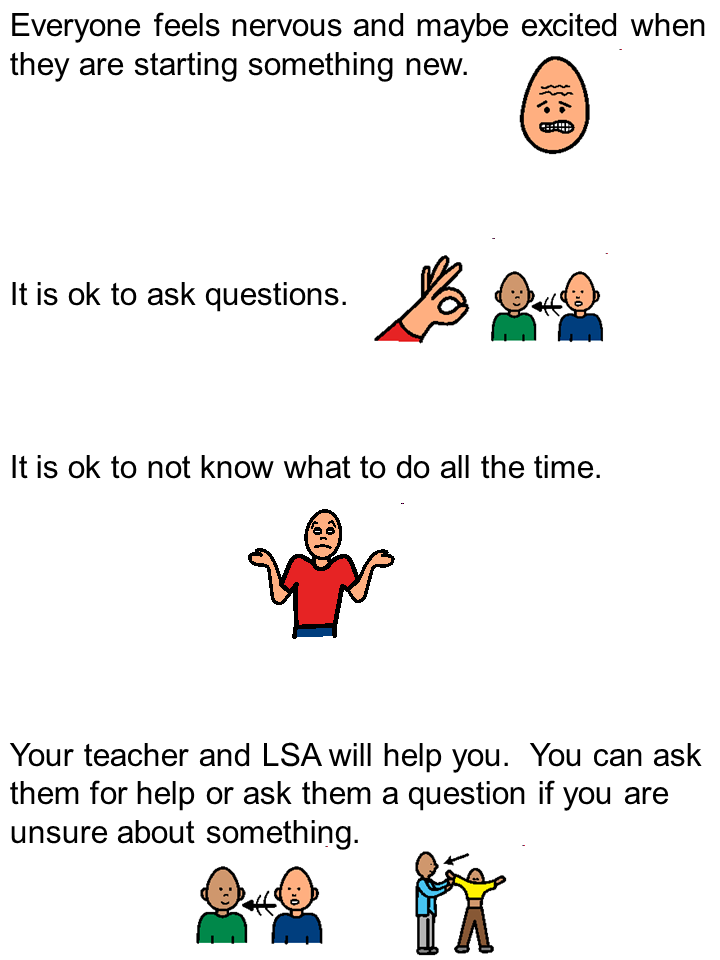 Everyone feels nervous and maybe excited when
they are starting something new.
It is ok to ask questions.
It is ok to not know what to do all the time.
Your teacher and LSA will help you.  You can ask
them for help or ask them a question if you are
unsure about something.